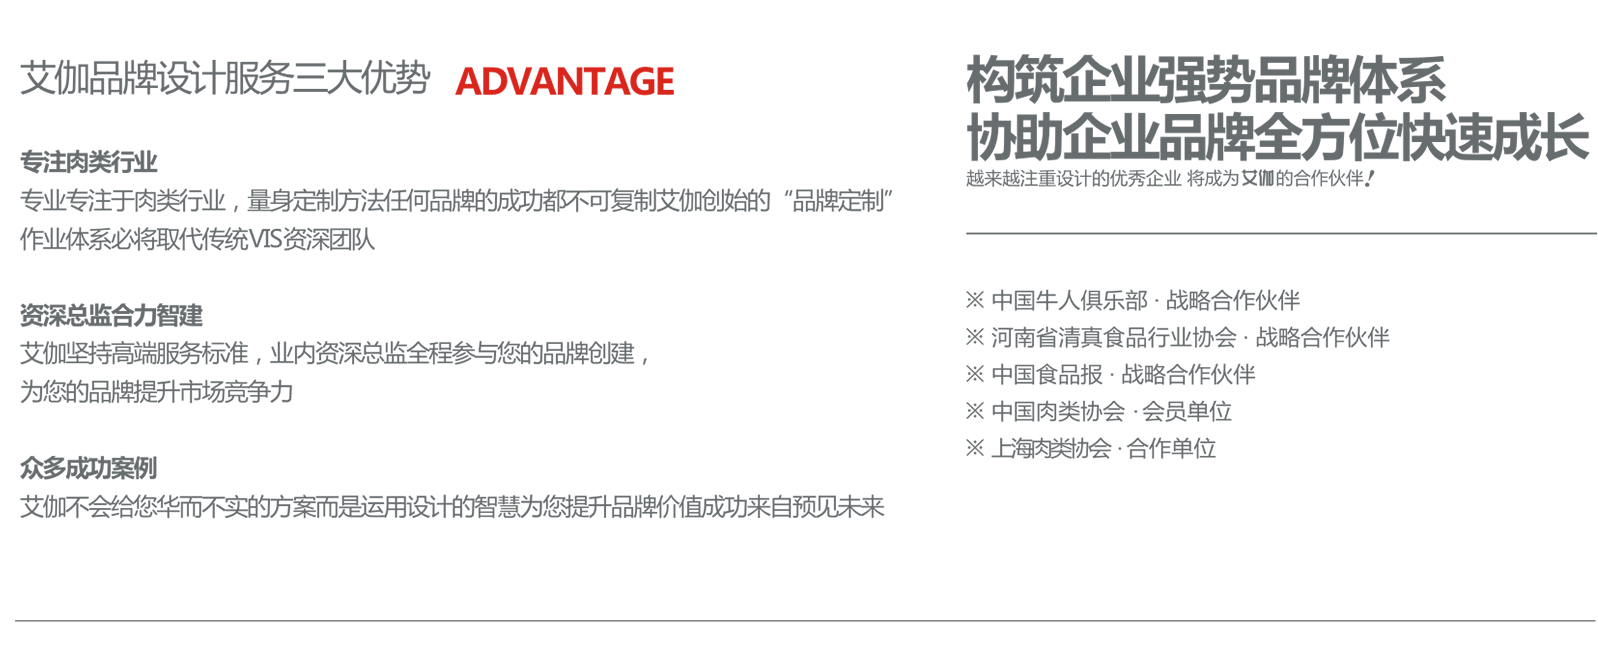 艾伽品牌设计服务三大优势 ADVANTAGE
专注肉类行业
专业专注于肉类行业，量身定制方法任何品牌的成功都不可复制艾伽创始的“品牌定制”
作业体系必将取代传统VIS资深团队
资深总监合力智建
艾伽坚持高端服务标准，业内资深总监全程参与您的品牌创建，
为您的品牌提升市场竞争力
众多成功案例
艾伽不会给您华而不实的方案而是运用设计的智慧为您提升品牌价值成功来自预见未来
构筑企业强势品牌体系
协助企业品牌全方位快速成长
越来越注重设计的优秀企业 将成为艾伽的合作伙伴！
※ 中国牛人俱乐部 · 战略合作伙伴
※ 河南省清真食品行业协会 · 战略合作伙伴
※ 中国食品报 · 战略合作伙伴
※ 中国肉类协会 · 会员单位
※ 上海肉类协会 · 合作单位